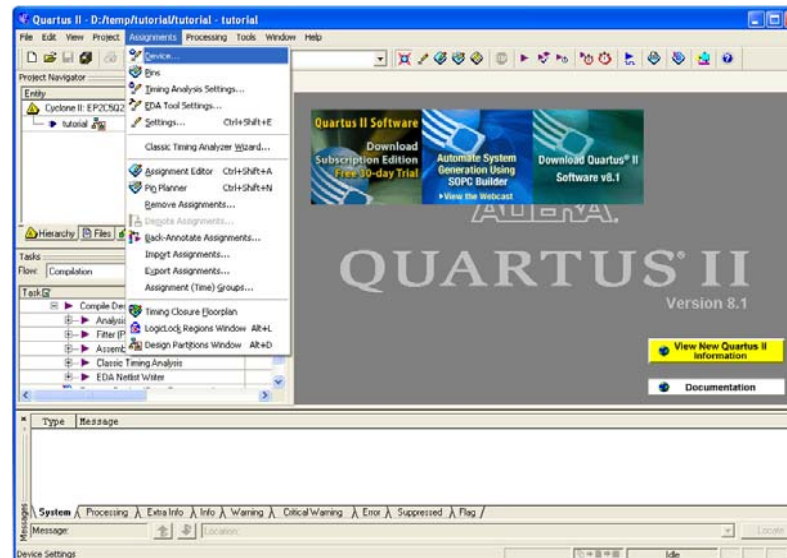 Quartus II - D:/temp/tutorial/tutorial - tutorial
File Edit View Project Assignments Processing Tools Window Help
Project Navigator
Entity
Cyclone II: EP2C5Q2
tutorial
Hierarchy Files
Device...
Pins
Timing Analysis Settings...
EDA Tool Settings...
Settings... Ctrl+Shift+E
Classic Timing Analyzer Wizard...
Assignment Editor Ctrl+Shift+A
Pin Planner Ctrl+Shift+N
Remove Assignments...
Demote Assignments...
Back-Annotate Assignments...
Import Assignments...
Export Assignments...
Assignment (Time) Groups...
Timing Closure Floorplan
LogicLock Regions Window Alt+L
Design Partitions Window Alt+D
Tasks
Flow: Compilation
Task
Compile Des
Analysi
Fitter (P
Assemb
Classic Timing Analysis
EDA Netlist Writer
Quartus II Software
Download
Subscription Edition
Free 30-day Trial
Automate System
Generation Using
SOPC Builder
View the Webcast
Download Quartus® II
Software v8.1
ALTERA.
QUARTUS® II
Version 8.1
View New Quartus II
Information
Documentation
Type Message
System Processing Extra Info Info Warning Critical Warning Error Suppressed Flag
Messages
Message: Location: Locate
Device Settings Idle